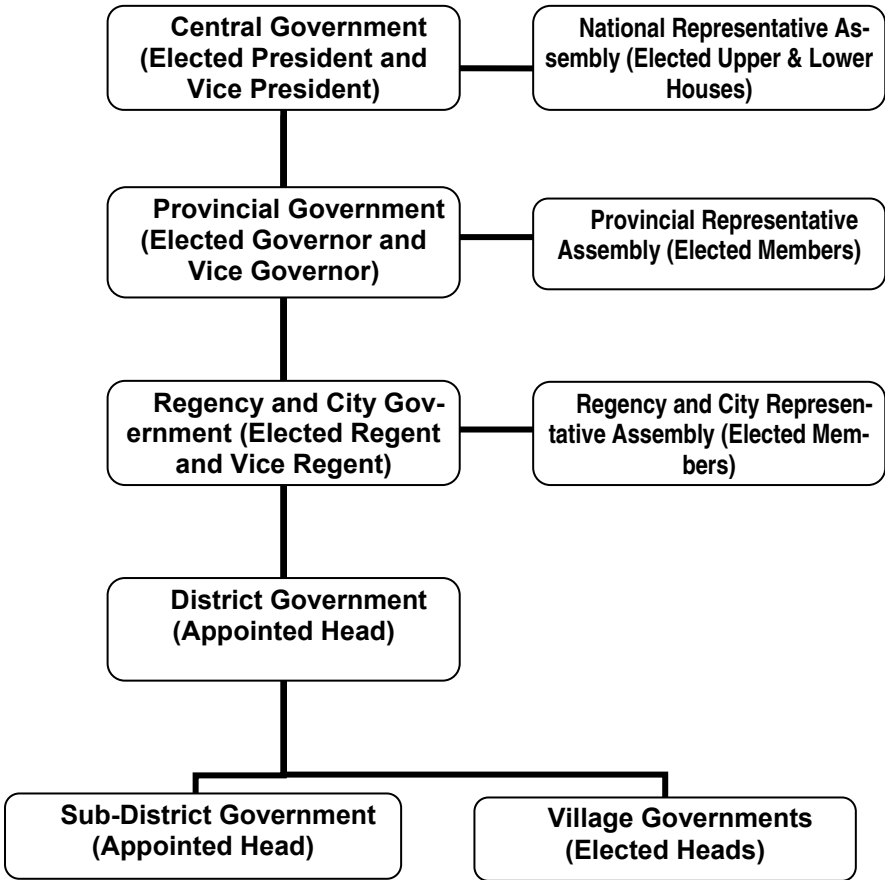 Central Government
(Elected President and
Vice President)
National Representative As-
sembly (Elected Upper & Lower
Houses)
Provincial Government
(Elected Governor and
Vice Governor)
Provincial Representative
Assembly (Elected Members)
Regency and City Gov-
ernment (Elected Regent
and Vice Regent)
Regency and City Represen-
tative Assembly (Elected Mem-
bers)
District Government
(Appointed Head)
Sub-District Government
(Appointed Head)
Village Governments
(Elected Heads)